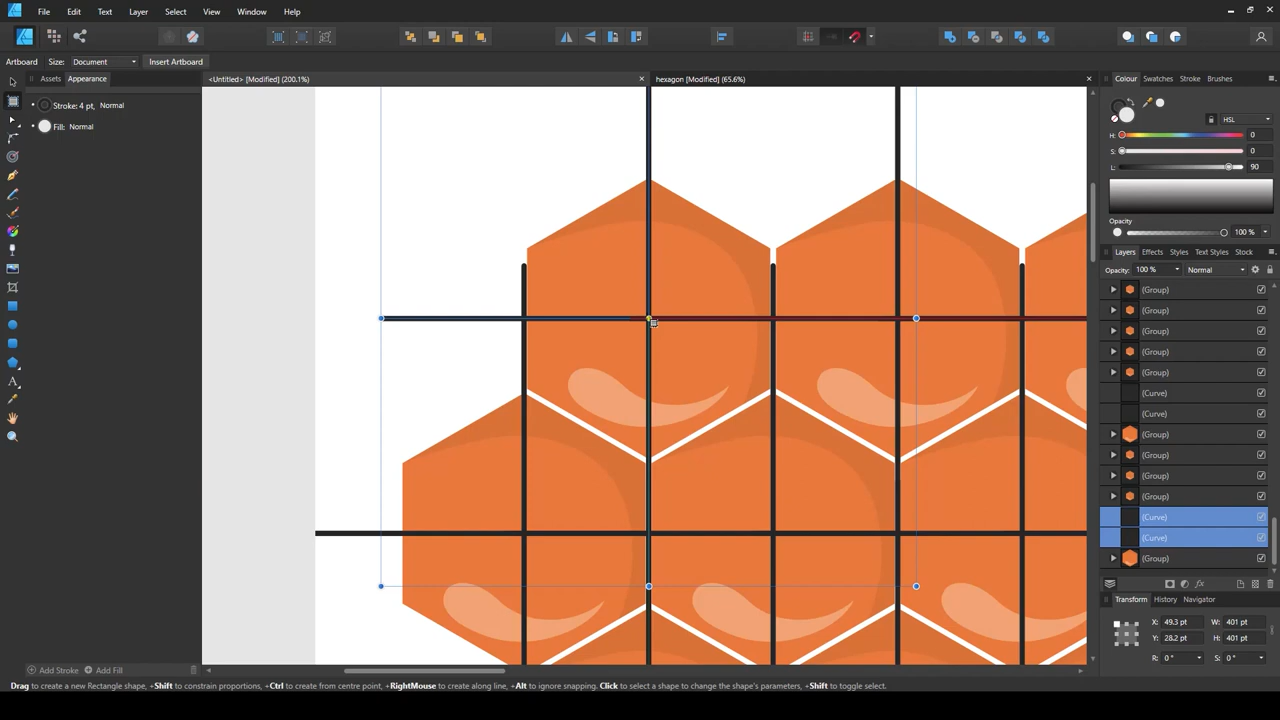 File Edit Text Layer Select View Window Help
Artboard Size: Document Insert Artboard
Assets Appearance <Untitled> [Modified] (200.1%) hexagon [Modified] (65.6%) Colour Swatches Stroke Brushes
Stroke: 4 pt, Normal
Fill: Normal
HSL
H: 0
S: 0
L: 90
Opacity
100 %
Layers Effects Styles Text Styles Stock
Opacity: 100 % Normal
(Group)
(Group)
(Group)
(Group)
(Group)
(Curve)
(Curve)
(Group)
(Group)
(Group)
(Group)
(Curve)
(Curve)
(Group)
fx
Transform History Navigator
X: 49.3 pt W: 401 pt
Y: 28.2 pt H: 401 pt
R: 0 ° S: 0 °
Add Stroke Add Fill
Drag to create a new Rectangle shape, +Shift to constrain proportions, +Ctrl to create from centre point, +RightMouse to create along line, +Alt to ignore snapping. Click to select a shape to change the shape's parameters, +Shift to toggle select.